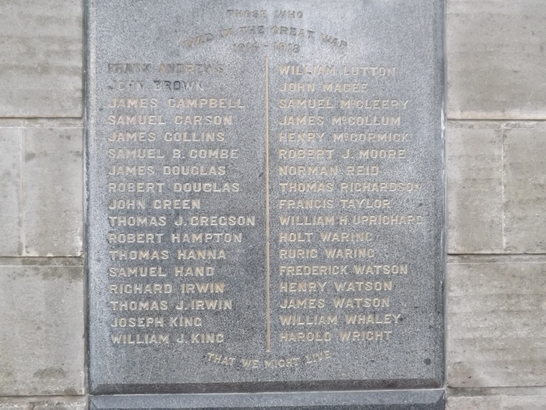 THOSE WHO
DIED IN THE GREAT WAR
1914 - 1918
FRANK ANDREWS
JOHN BROWN
JAMES CAMPBELL
SAMUEL CARSON
JAMES COLLINS
SAMUEL B. COMBE
JAMES DOUGLAS
ROBERT DOUGLAS
JOHN GREEN
THOMAS J. GREGSON
ROBERT HAMPTON
THOMAS HANNA
SAMUEL HAND
RICHARD IRWIN
THOMAS J. IRWIN
JOSEPH KING
WILLIAM J. KING
WILLIAM LUTTON
JOHN MAGEE
SAMUEL McCLEERY
JAMES McCOLLUM
HENRY McCORMICK
ROBERT J. MOORE
NORMAN REID
THOMAS RICHARDSON
FRANCIS TAYLOR
WILLIAM H. UPRICHARD
HOLT WARING
RURIC WARING
FREDERICK WATSON
HENRY WATSON
JAMES WATSON
WILLIAM WHALEY
HAROLD WRIGHT
THAT WE MIGHT LIVE